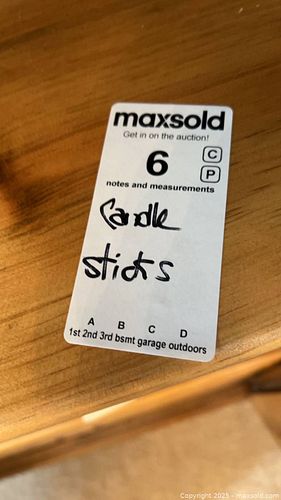 maxsold
Get in on the auction!
6
C
P
notes and measurements
Candle
sticks
A B C D
1st 2nd 3rd bsmt garage outdoors
Copyright 2025 - maxsold.com